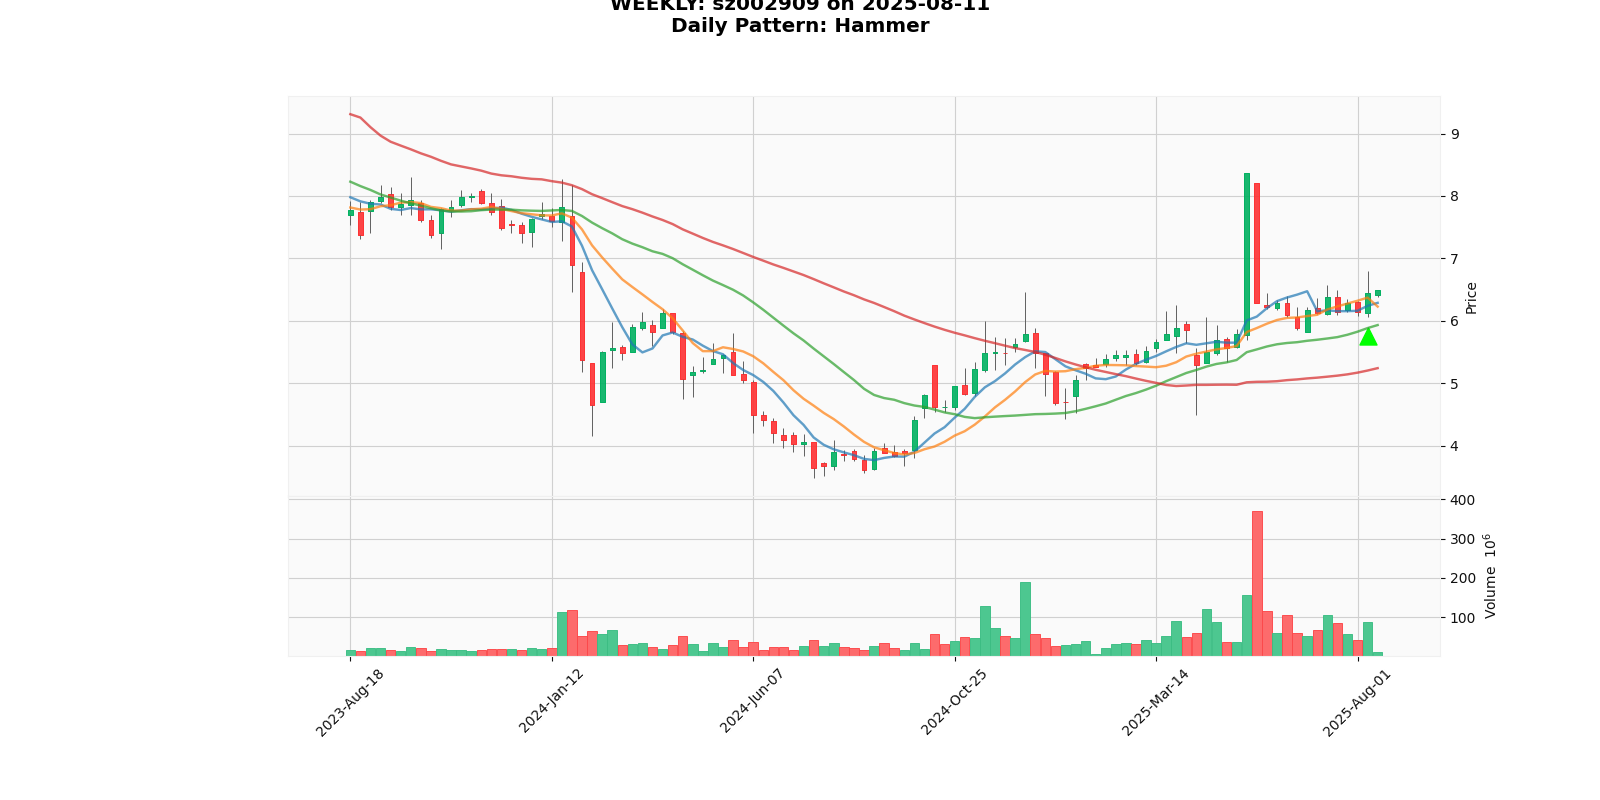 WEEKLY: sz002909 on 2025-08-11
Daily Pattern: Hammer
9
8
7
6
5
4
Price
400
300
200
100
Volume 10^6
2023-Aug-18
2024-Jan-12
2024-Jun-07
2024-Oct-25
2025-Mar-14
2025-Aug-01